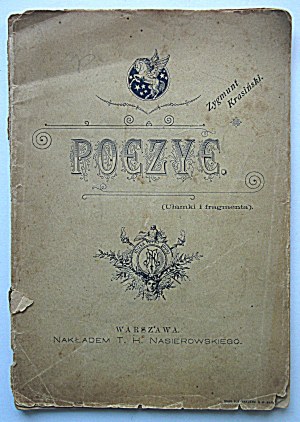 Zygmunt
Krasiński.
POEZYE.
(Ułamki i fragmenta).
WARSZAWA.
NAKŁADEM T. H. NASIEROWSKIEGO.